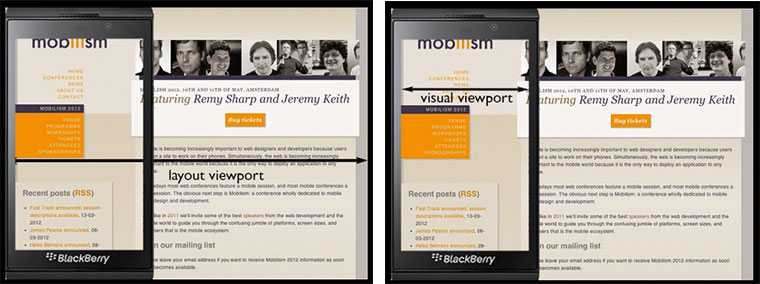 mobilism
HOME
CONFERENCES
NEWS
ABOUT US
CONTACT
MOBILISM 2012
VENUE
PROGRAMME
WORKSHOPS
TICKETS
ATTENDEES
SPONSORSHIPS
Recent posts (RSS)
Fast Track announced: session
descriptions available, 13-03-
2012
James Pearce announced, 08-
03-2012
Heiko Behrens announced, 28-
BlackBerry
BILISM 2012, 10TH AND 11TH OF MAY, AMSTERDAM
Featuring Remy Sharp and Jeremy Keith
Buy tickets
layout viewport
le is becoming increasingly important to web designers and developers because users
ct a site to work on their phones. Simultaneously, the web is becoming increasingly
rtant to the mobile world because it is the only way to deploy an application to any
e.
adays most web conferences feature a mobile session, and most mobile conferences a
session. The obvious next step is Mobilism: a conference wholly dedicated to mobile
design and development.
like in 2011 we'll invite some of the best speakers from the web development and the
world to guide you through the confusing jumble of platforms, screen sizes, and
sers that is the mobile ecosystem.
n our mailing list
e leave your email address if you want to receive Mobilism 2012 information as soon
becomes available.
mobilism
HOME
CONFERENCES
NEWS
visual viewport
MOBILISM 2012
VENUE
PROGRAMME
WORKSHOPS
TICKETS
ATTENDEES
SPONSORSHIPS
Recent posts (RSS)
Fast Track announced: session
descriptions available, 13-03-
2012
James Pearce announced, 08-
03-2012
Heiko Behrens announced, 28-
BlackBerry
BILISM 2012, 10TH AND 11TH OF MAY, AMSTERDAM
Featuring Remy Sharp and Jeremy Keith
Buy tickets
le is becoming increasingly important to web designers and developers because users
ct a site to work on their phones. Simultaneously, the web is becoming increasingly
rtant to the mobile world because it is the only way to deploy an application to any
e.
adays most web conferences feature a mobile session, and most mobile conferences a
session. The obvious next step is Mobilism: a conference wholly dedicated to mobile
design and development.
like in 2011 we'll invite some of the best speakers from the web development and the
world to guide you through the confusing jumble of platforms, screen sizes, and
sers that is the mobile ecosystem.
n our mailing list
e leave your email address if you want to receive Mobilism 2012 information as soon
becomes available.